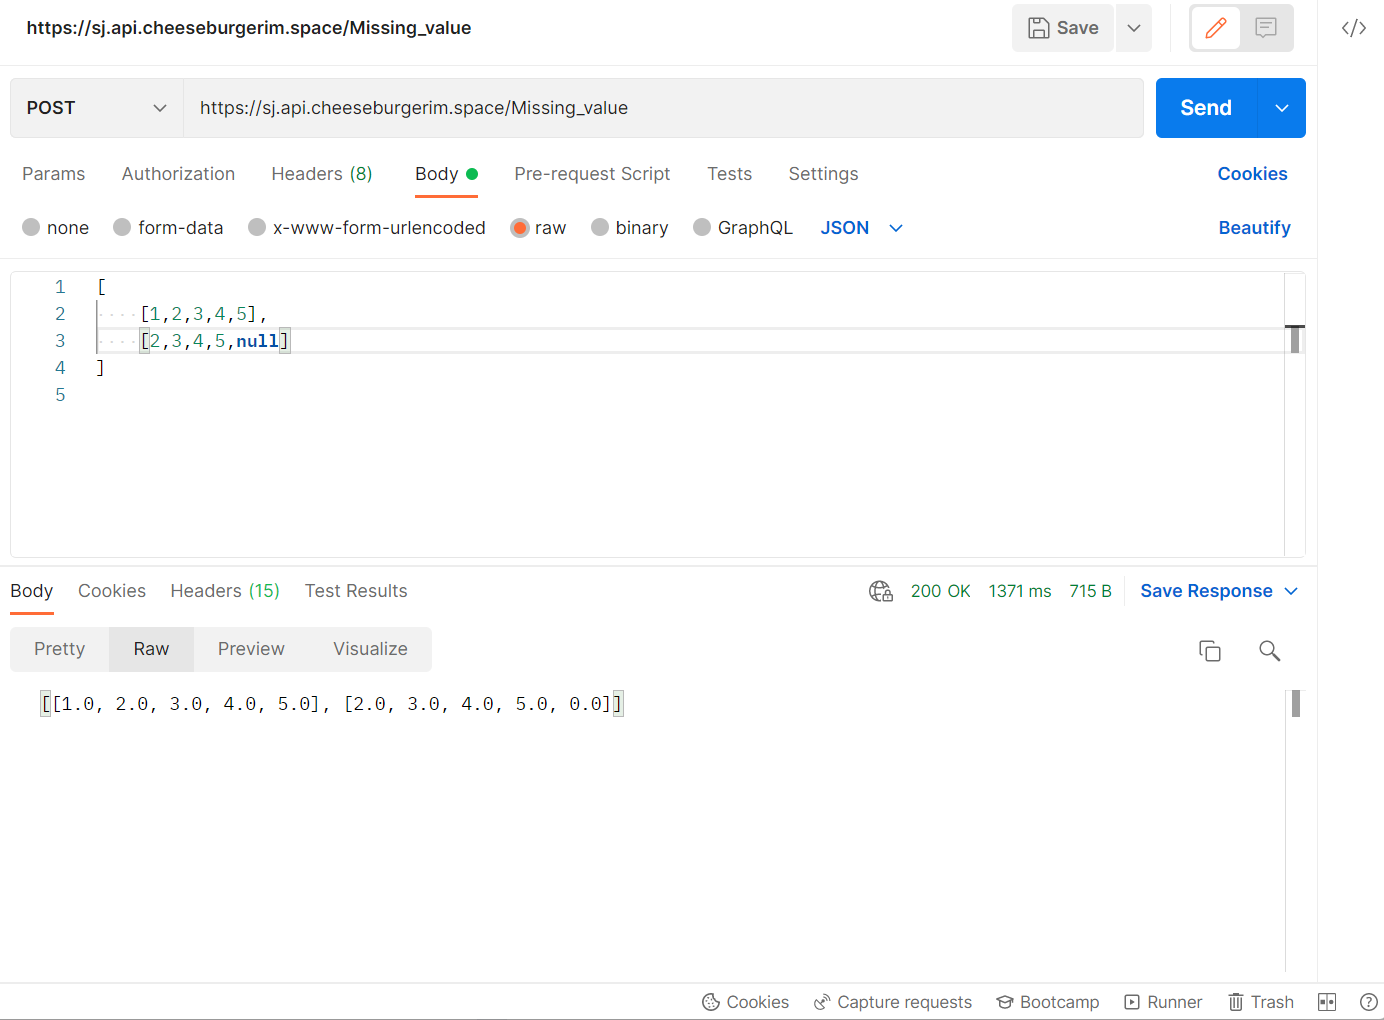 https://sj.api.cheeseburgerim.space/Missing_value
Save
POST
https://sj.api.cheeseburgerim.space/Missing_value
Send
Params Authorization Headers (8) Body Pre-request Script Tests Settings Cookies
none form-data x-www-form-urlencoded raw binary GraphQL JSON Beautify
1 [
2 ····[1,2,3,4,5],
3 ····[2,3,4,5,null]
4 ]
5
Body Cookies Headers (15) Test Results 200 OK 1371 ms 715 B Save Response
Pretty Raw Preview Visualize
[[1.0, 2.0, 3.0, 4.0, 5.0], [2.0, 3.0, 4.0, 5.0, 0.0]]
Cookies Capture requests Bootcamp Runner Trash